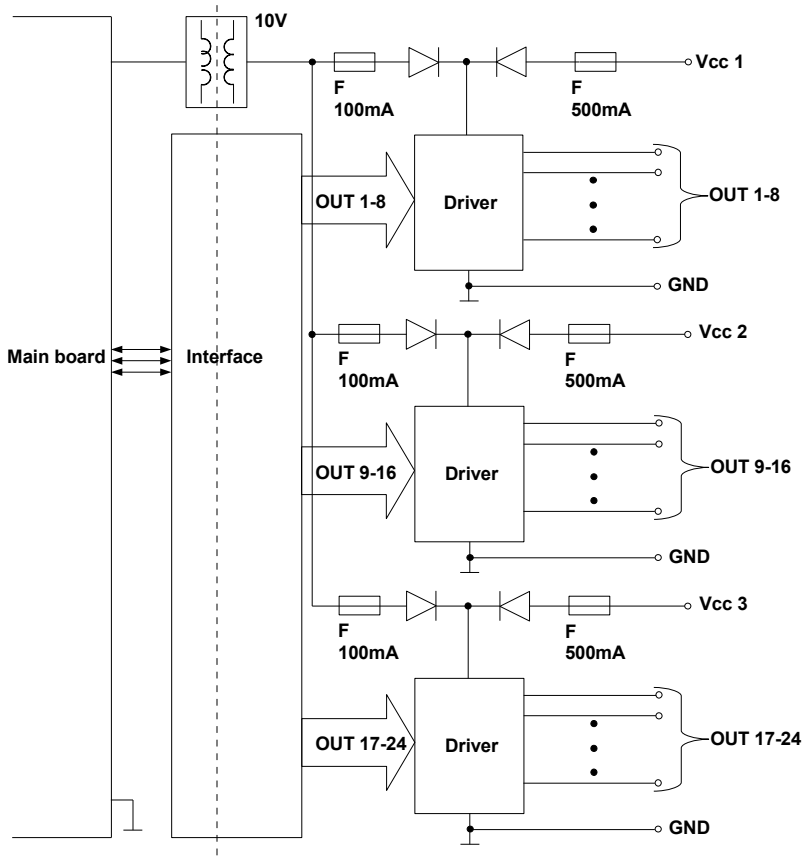 10V
Vcc 1
F
100mA
F
500mA
OUT 1-8
Driver
OUT 1-8
GND
Vcc 2
F
100mA
F
500mA
Main board
Interface
OUT 9-16
Driver
OUT 9-16
GND
Vcc 3
F
100mA
F
500mA
OUT 17-24
Driver
OUT 17-24
GND